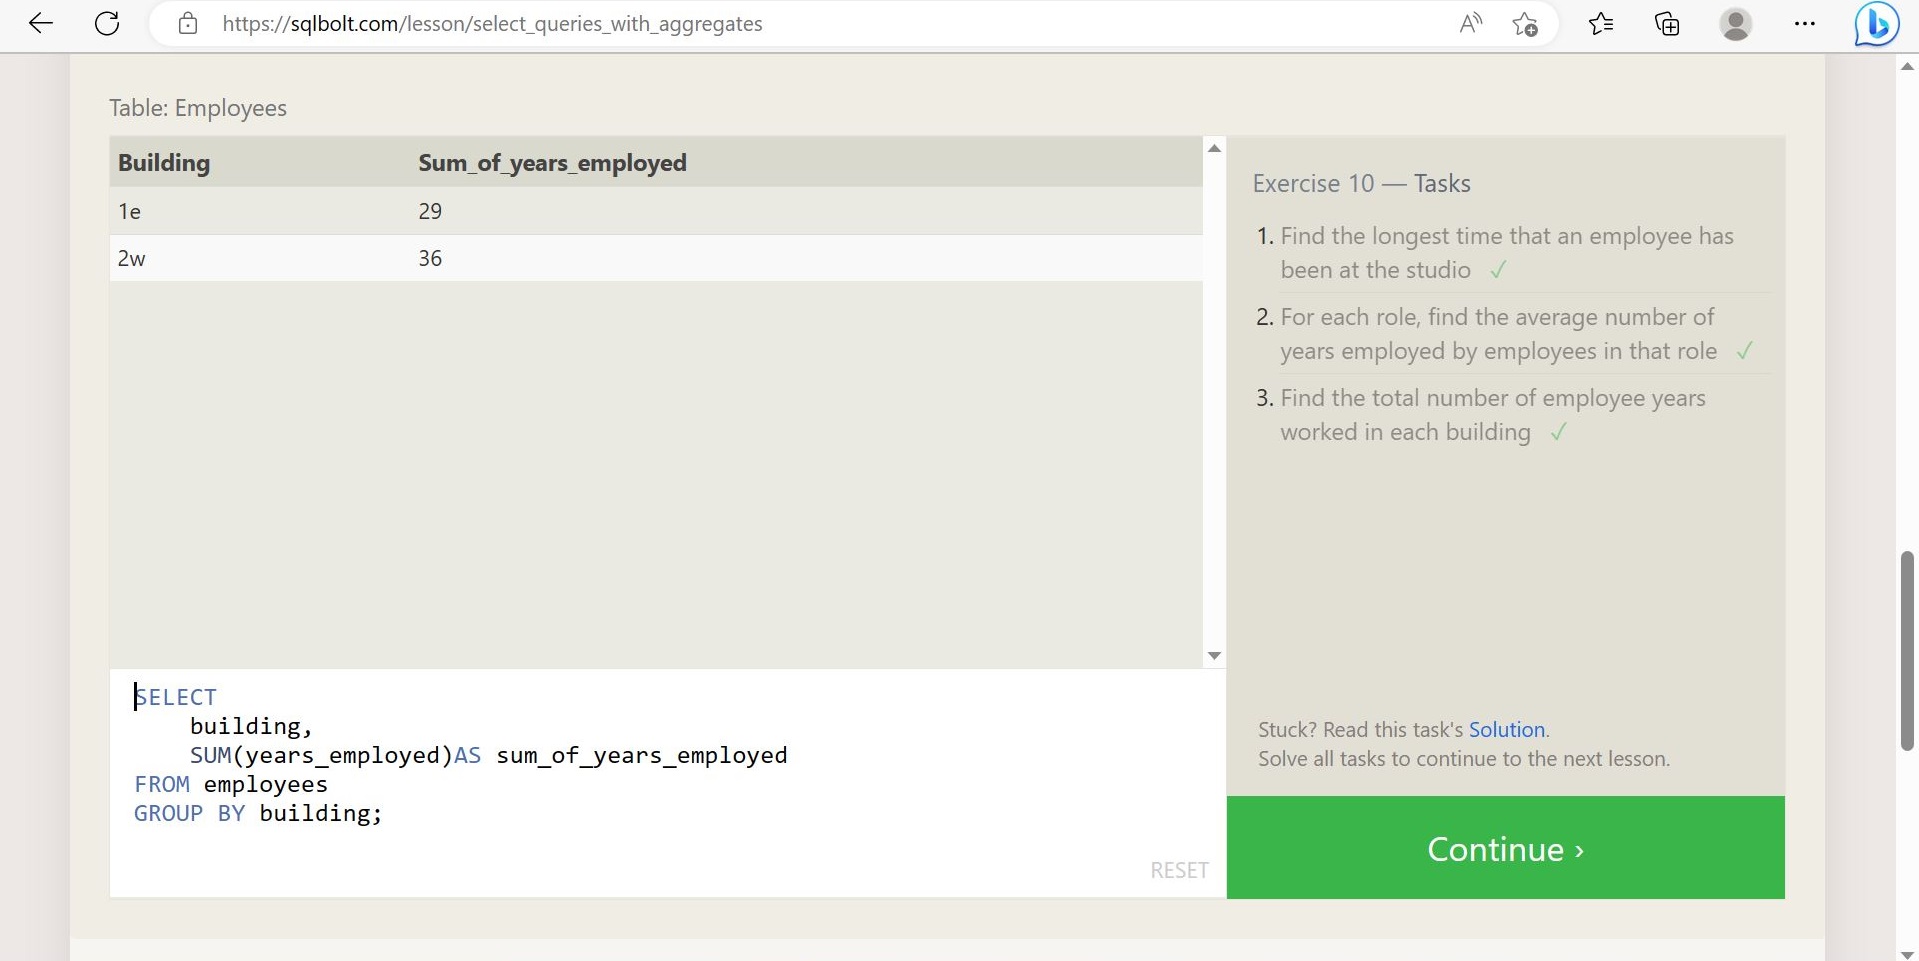 https://sqlbolt.com/lesson/select_queries_with_aggregates
Table: Employees
Building Sum_of_years_employed
1e 29
2w 36
SELECT
building,
SUM(years_employed)AS sum_of_years_employed
FROM employees
GROUP BY building;
RESET
Exercise 10 — Tasks
1. Find the longest time that an employee has
been at the studio ✓
2. For each role, find the average number of
years employed by employees in that role ✓
3. Find the total number of employee years
worked in each building ✓
Stuck? Read this task's Solution.
Solve all tasks to continue to the next lesson.
Continue ›